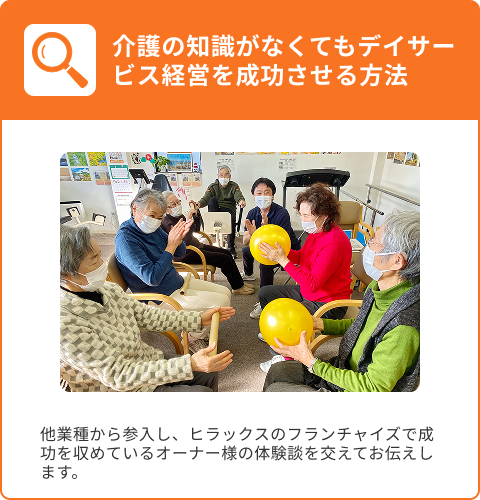 介護の知識がなくてもデイサー
ビス経営を成功させる方法
他業種から参入し、ヒラックスのフランチャイズで成
功を収めているオーナー様の体験談を交えてお伝えし
ます。